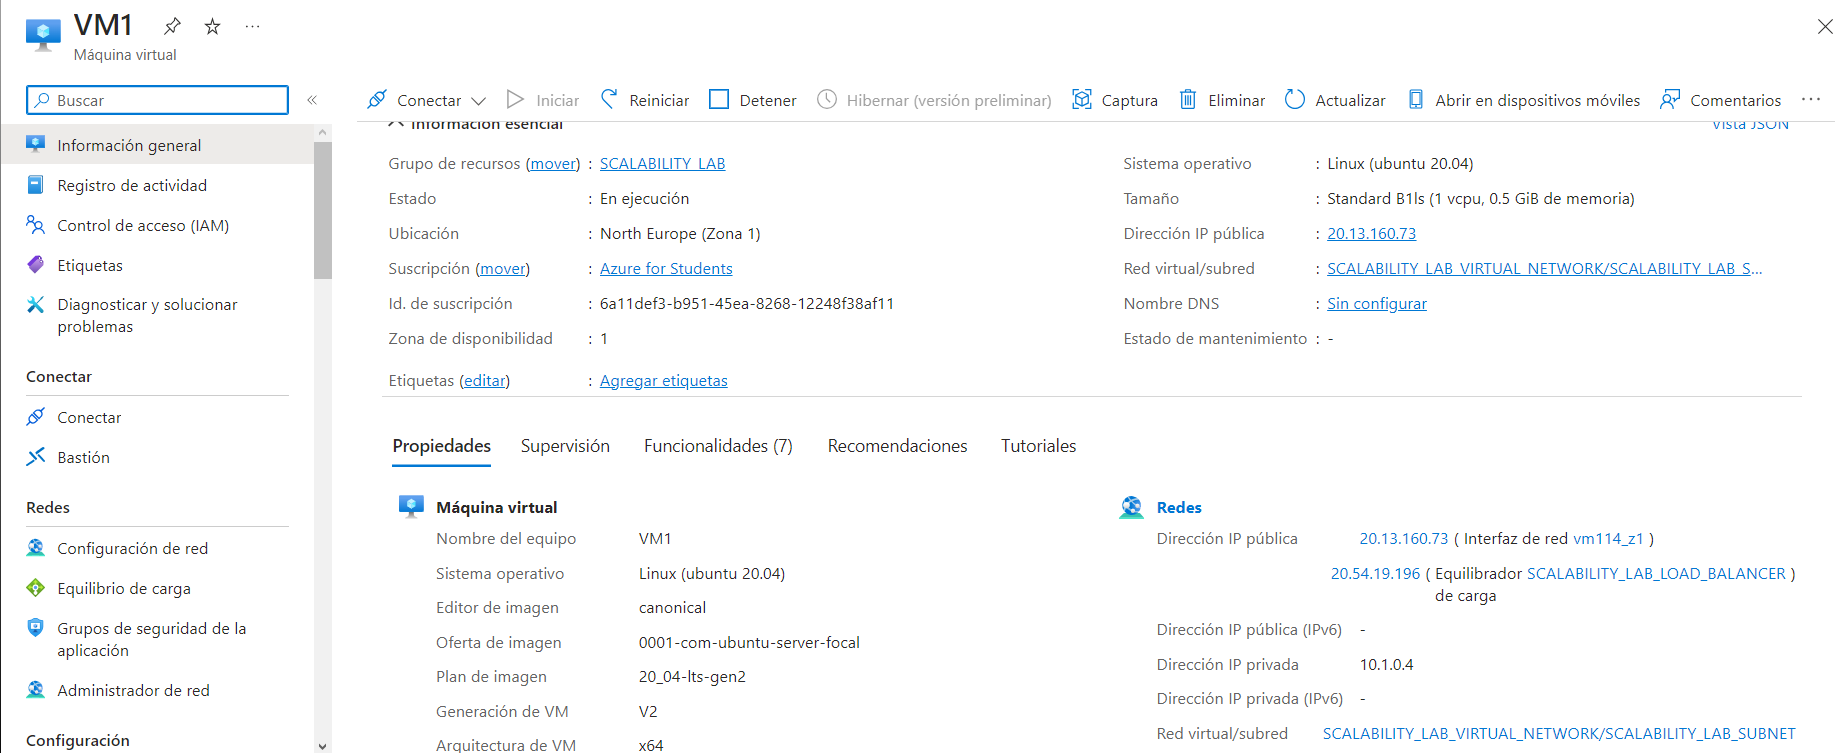 VM1
Máquina virtual
Buscar
Información general
Registro de actividad
Control de acceso (IAM)
Etiquetas
Diagnosticar y solucionar
problemas
Conectar
Conectar
Bastión
Redes
Configuración de red
Equilibrio de carga
Grupos de seguridad de la
aplicación
Administrador de red
Configuración
Conectar Iniciar Reiniciar Detener Hibernar (versión preliminar) Captura Eliminar Actualizar Abrir en dispositivos móviles Comentarios
Información esencial
Vista JSON
Grupo de recursos (mover) : SCALABILITY_LAB
Estado : En ejecución
Ubicación : North Europe (Zona 1)
Suscripción (mover) : Azure for Students
Id. de suscripción : 6a11def3-b951-45ea-8268-12248f38af11
Zona de disponibilidad : 1
Etiquetas (editar) : Agregar etiquetas
Sistema operativo : Linux (ubuntu 20.04)
Tamaño : Standard B1ls (1 vcpu, 0.5 GiB de memoria)
Dirección IP pública : 20.13.160.73
Red virtual/subred : SCALABILITY_LAB_VIRTUAL_NETWORK/SCALABILITY_LAB_S...
Nombre DNS : Sin configurar
Estado de mantenimiento : -
Propiedades Supervisión Funcionalidades (7) Recomendaciones Tutoriales
Máquina virtual
Nombre del equipo VM1
Sistema operativo Linux (ubuntu 20.04)
Editor de imagen canonical
Oferta de imagen 0001-com-ubuntu-server-focal
Plan de imagen 20_04-lts-gen2
Generación de VM V2
Arquitectura de VM x64
Redes
Dirección IP pública 20.13.160.73 ( Interfaz de red vm114_z1 )
20.54.19.196 ( Equilibrador SCALABILITY_LAB_LOAD_BALANCER )
de carga
Dirección IP pública (IPv6) -
Dirección IP privada 10.1.0.4
Dirección IP privada (IPv6) -
Red virtual/subred SCALABILITY_LAB_VIRTUAL_NETWORK/SCALABILITY_LAB_SUBNET